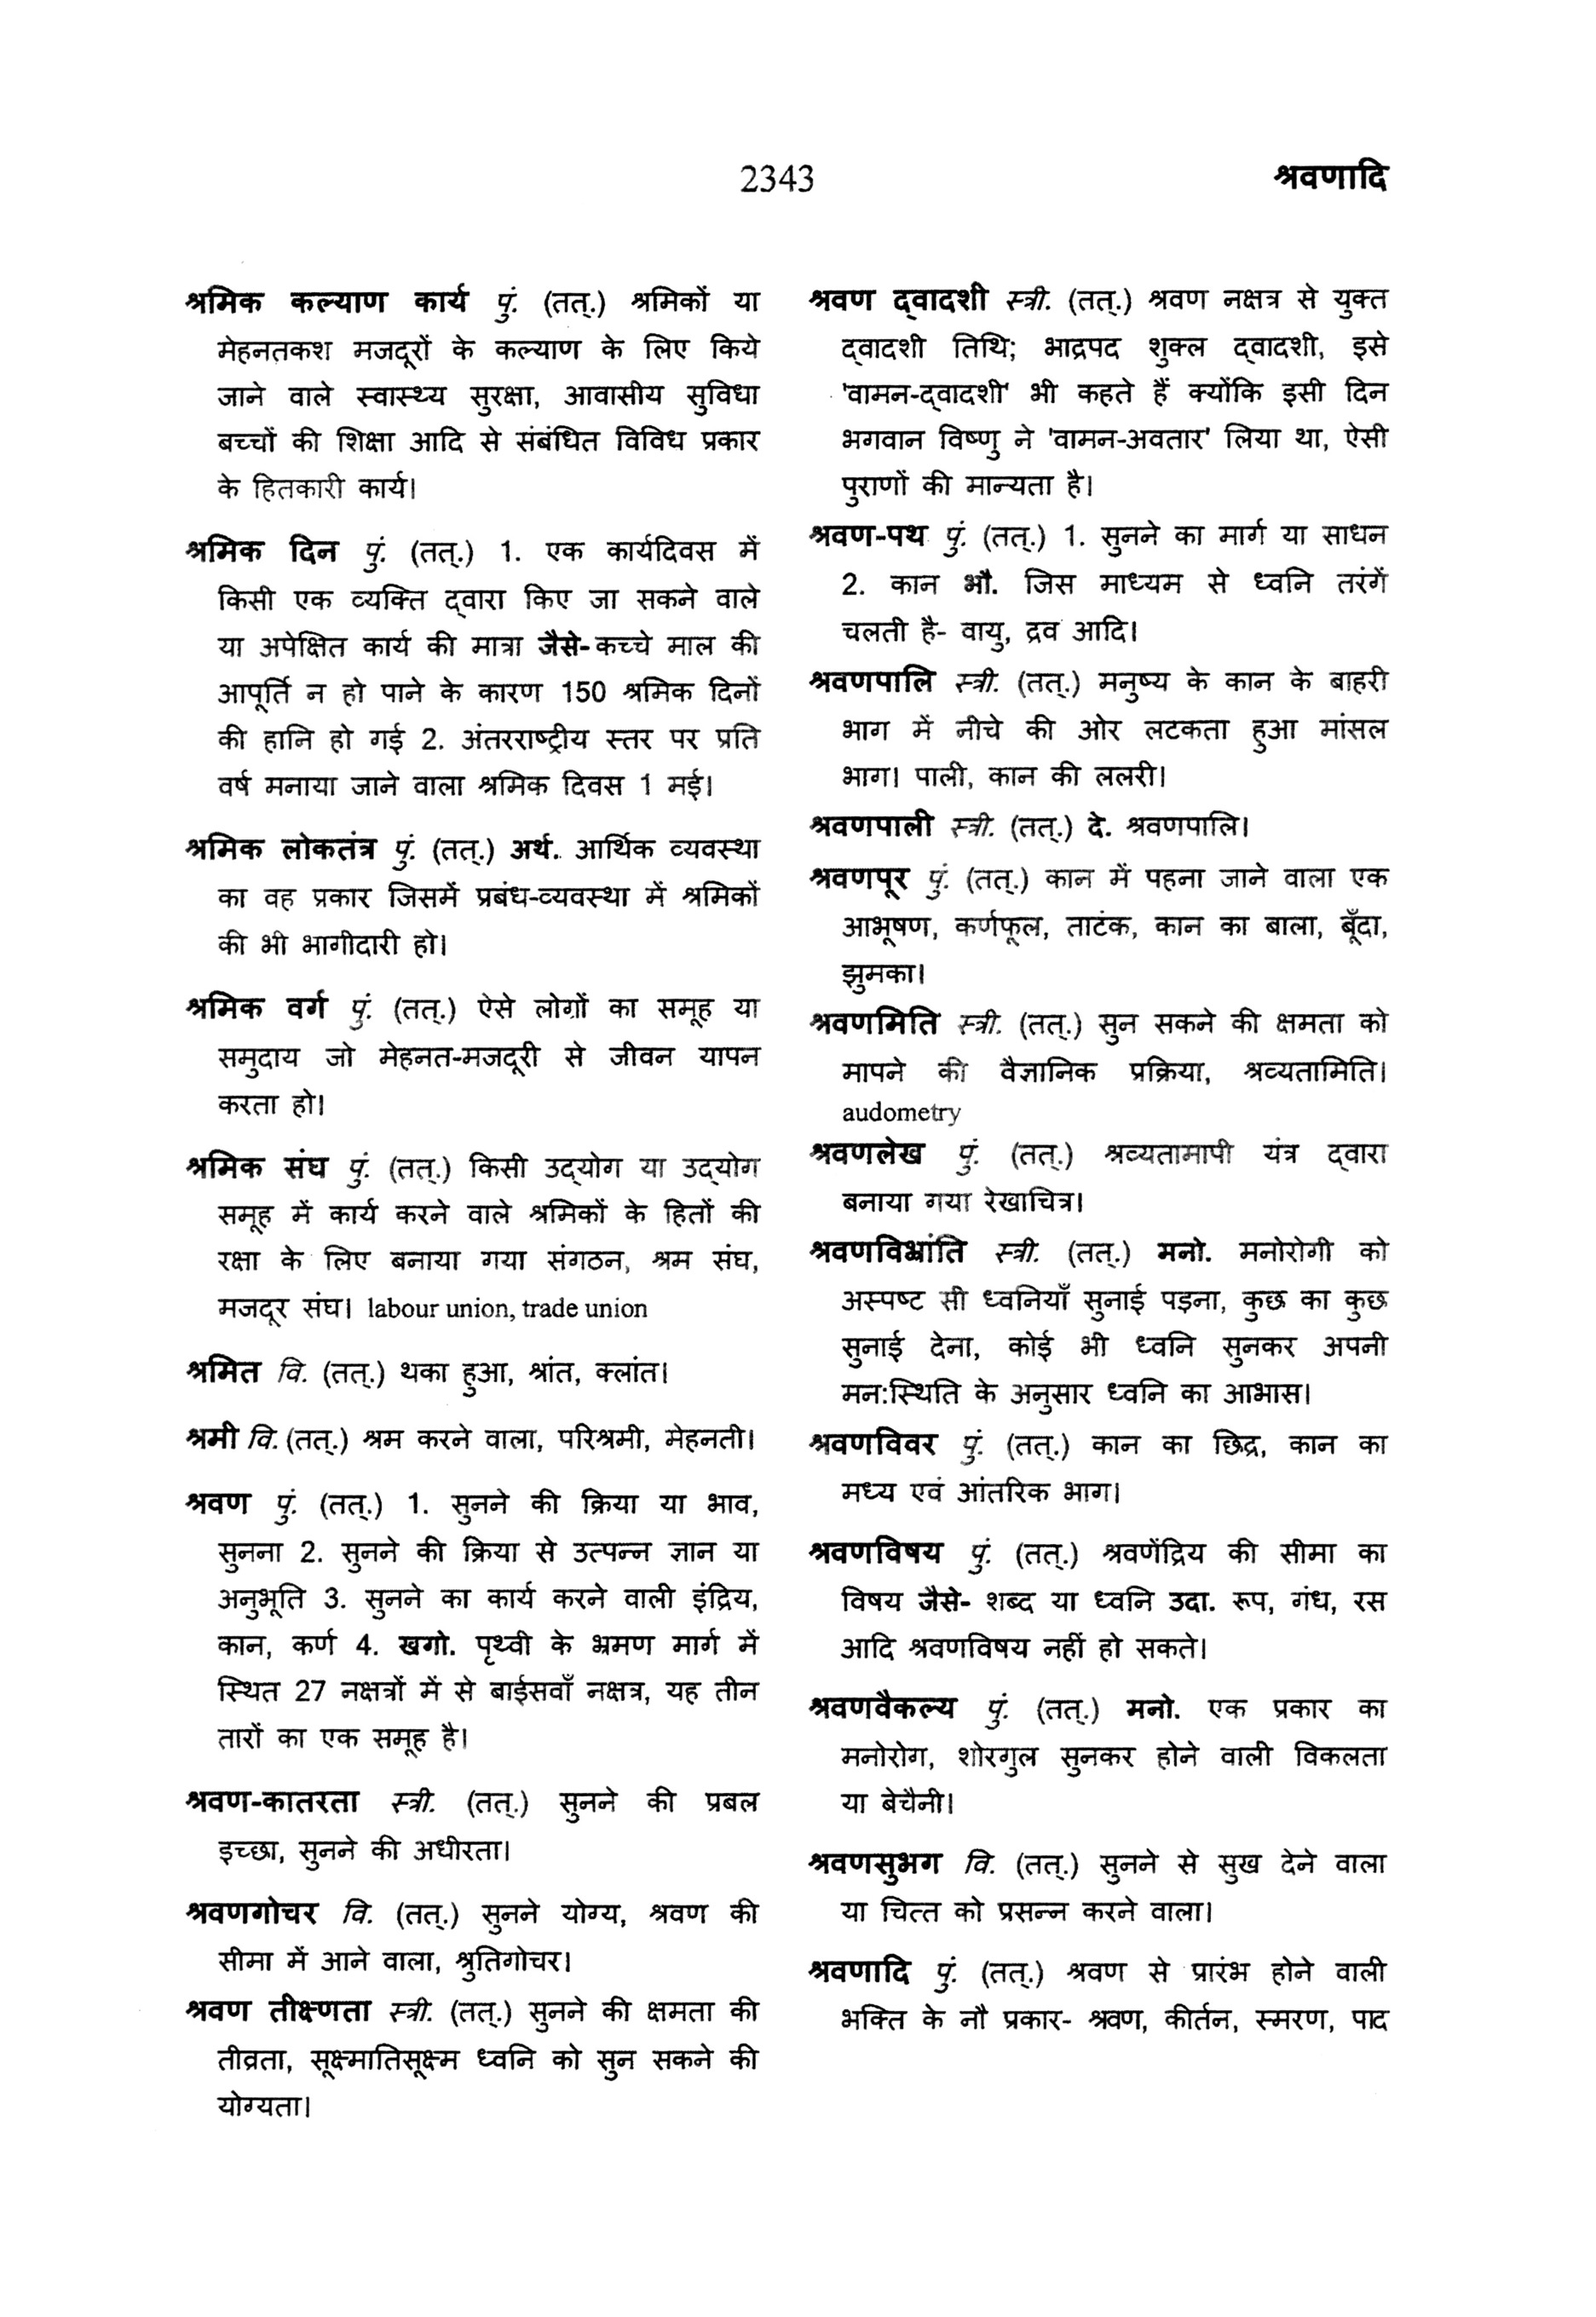 2343
श्रवणादि
श्रमिक कल्याण कार्य पुं. (तत्.) श्रमिकों या
मेहनतकश मजदूरों के कल्याण के लिए किये
जाने वाले स्वास्थ्य सुरक्षा, आवासीय सुविधा
बच्चों की शिक्षा आदि से संबंधित विविध प्रकार
के हितकारी कार्य।
श्रमिक दिन पुं. (तत्.) 1. एक कार्यदिवस में
किसी एक व्यक्ति द्‌वारा किए जा सकने वाले
या अपेक्षित कार्य की मात्रा जैसे- कच्चे माल की
आपूर्ति न हो पाने के कारण 150 श्रमिक दिनों
की हानि हो गई 2. अंतरराष्ट्रीय स्तर पर प्रति
वर्ष मनाया जाने वाला श्रमिक दिवस 1 मई।
श्रमिक लोकतंत्र पुं. (तत्.) अर्थ. आर्थिक व्यवस्था
का वह प्रकार जिसमें प्रबंध-व्यवस्था में श्रमिकों
की भी भागीदारी हो।
श्रमिक वर्ग पुं. (तत्.) ऐसे लोगों का समूह या
समुदाय जो मेहनत-मजदूरी से जीवन यापन
करता हो।
श्रमिक संघ पुं. (तत्.) किसी उद्‌योग या उद्‌योग
समूह में कार्य करने वाले श्रमिकों के हितों की
रक्षा के लिए बनाया गया संगठन, श्रम संघ,
मजदूर संघ। labour union, trade union
श्रमित वि. (तत्.) थका हुआ, श्रांत, क्लांत।
श्रमी वि. (तत्.) श्रम करने वाला, परिश्रमी, मेहनती।
श्रवण पुं. (तत्.) 1. सुनने की क्रिया या भाव,
सुनना 2. सुनने की क्रिया से उत्पन्न ज्ञान या
अनुभूति 3. सुनने का कार्य करने वाली इंद्रिय,
कान, कर्ण 4. खगो. पृथ्वी के भ्रमण मार्ग में
स्थित 27 नक्षत्रों में से बाईसवाँ नक्षत्र, यह तीन
तारों का एक समूह है।
श्रवण-कातरता स्त्री. (तत्.) सुनने की प्रबल
इच्छा, सुनने की अधीरता।
श्रवणगोचर वि. (तत्.) सुनने योग्य, श्रवण की
सीमा में आने वाला, श्रुतिगोचर।
श्रवण तीक्ष्णता स्त्री. (तत्.) सुनने की क्षमता की
तीव्रता, सूक्ष्मातिसूक्ष्म ध्वनि को सुन सकने की
योग्यता।
श्रवण द्‌वादशी स्त्री. (तत्.) श्रवण नक्षत्र से युक्त
द्‌वादशी तिथि; भाद्रपद शुक्ल द्‌वादशी, इसे
'वामन-द्‌वादशी' भी कहते हैं क्योंकि इसी दिन
भगवान विष्णु ने 'वामन-अवतार' लिया था, ऐसी
पुराणों की मान्यता है।
श्रवण-पथ पुं. (तत्.) 1. सुनने का मार्ग या साधन
2. कान भौ. जिस माध्यम से ध्वनि तरंगें
चलती है- वायु, द्रव आदि।
श्रवणपालि स्त्री. (तत्.) मनुष्य के कान के बाहरी
भाग में नीचे की ओर लटकता हुआ मांसल
भाग। पाली, कान की ललरी।
श्रवणपाली स्त्री. (तत्.) दे. श्रवणपालि।
श्रवणपूर पुं. (तत्.) कान में पहना जाने वाला एक
आभूषण, कर्णफूल, ताटंक, कान का बाला, बूँदा,
झुमका।
श्रवणमिति स्त्री. (तत्.) सुन सकने की क्षमता को
मापने की वैज्ञानिक प्रक्रिया, श्रव्यतामिति।
audometry
श्रवणलेख पुं. (तत्.) श्रव्यतामापी यंत्र द्‌वारा
बनाया गया रेखाचित्र।
श्रवणविभ्रांति स्त्री. (तत्.) मनो. मनोरोगी को
अस्पष्ट सी ध्वनियाँ सुनाई पड़ना, कुछ का कुछ
सुनाई देना, कोई भी ध्वनि सुनकर अपनी
मन:स्थिति के अनुसार ध्वनि का आभास।
श्रवणविवर पुं. (तत्.) कान का छिद्र, कान का
मध्य एवं आंतरिक भाग।
श्रवणविषय पुं. (तत्.) श्रवणेंद्रिय की सीमा का
विषय जैसे- शब्द या ध्वनि उदा. रूप, गंध, रस
आदि श्रवणविषय नहीं हो सकते।
श्रवणवैकल्य पुं. (तत्.) मनो. एक प्रकार का
मनोरोग, शोरगुल सुनकर होने वाली विकलता
या बेचैनी।
श्रवणसुभग वि. (तत्.) सुनने से सुख देने वाला
या चित्त को प्रसन्न करने वाला।
श्रवणादि पुं. (तत्.) श्रवण से प्रारंभ होने वाली
भक्ति के नौ प्रकार- श्रवण, कीर्तन, स्मरण, पाद